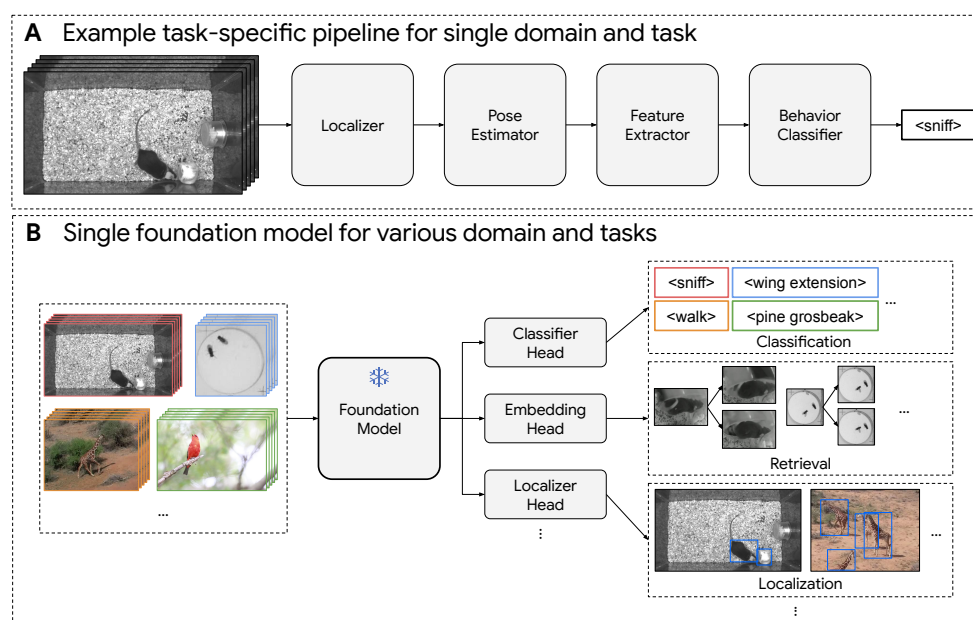 A Example task-specific pipeline for single domain and task
Localizer
Pose
Estimator
Feature
Extractor
Behavior
Classifier
<sniff>
B Single foundation model for various domain and tasks
...
Foundation
Model
Classifier
Head
Embedding
Head
Localizer
Head
...
<sniff> <wing extension>
<walk> <pine grosbeak>
...
Classification
...
Retrieval
...
Localization
...